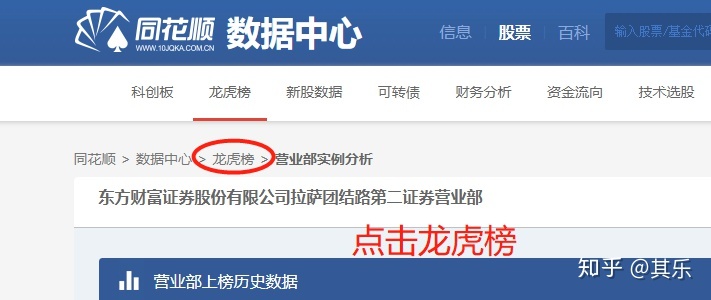 同花顺 数据中心 信息 股票 百科 输入股票/基金代码
WWW.10JQKA.COM.CN
科创板 龙虎榜 新股数据 可转债 财务分析 资金流向 技术选股
同花顺 > 数据中心 > 龙虎榜 > 营业部实例分析
东方财富证券股份有限公司拉萨团结路第二证券营业部
点击龙虎榜
知乎 @其乐
营业部上榜历史数据